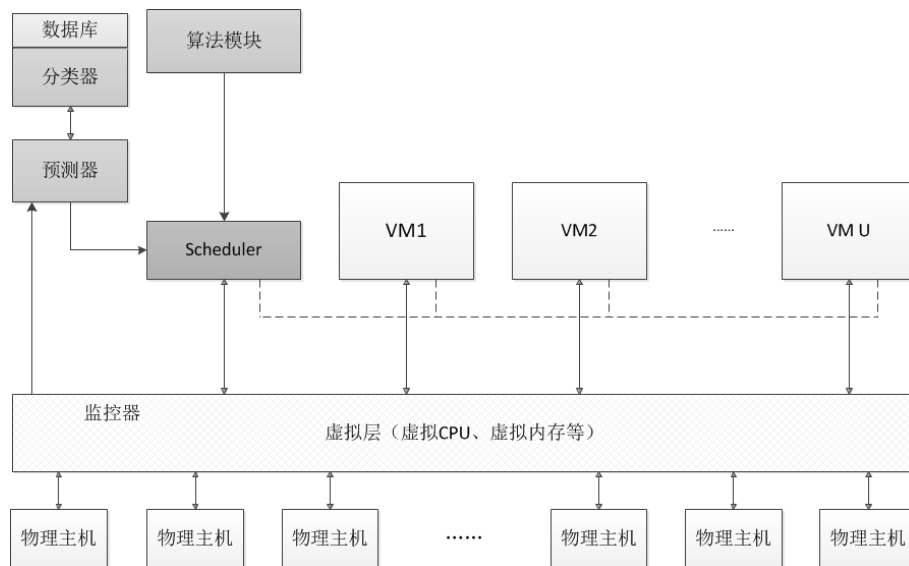 数据库
算法模块
分类器
预测器
Scheduler
VM1
VM2
......
VM U
监控器
虚拟层（虚拟CPU、虚拟内存等）
物理主机
物理主机
物理主机
......
物理主机
物理主机
物理主机